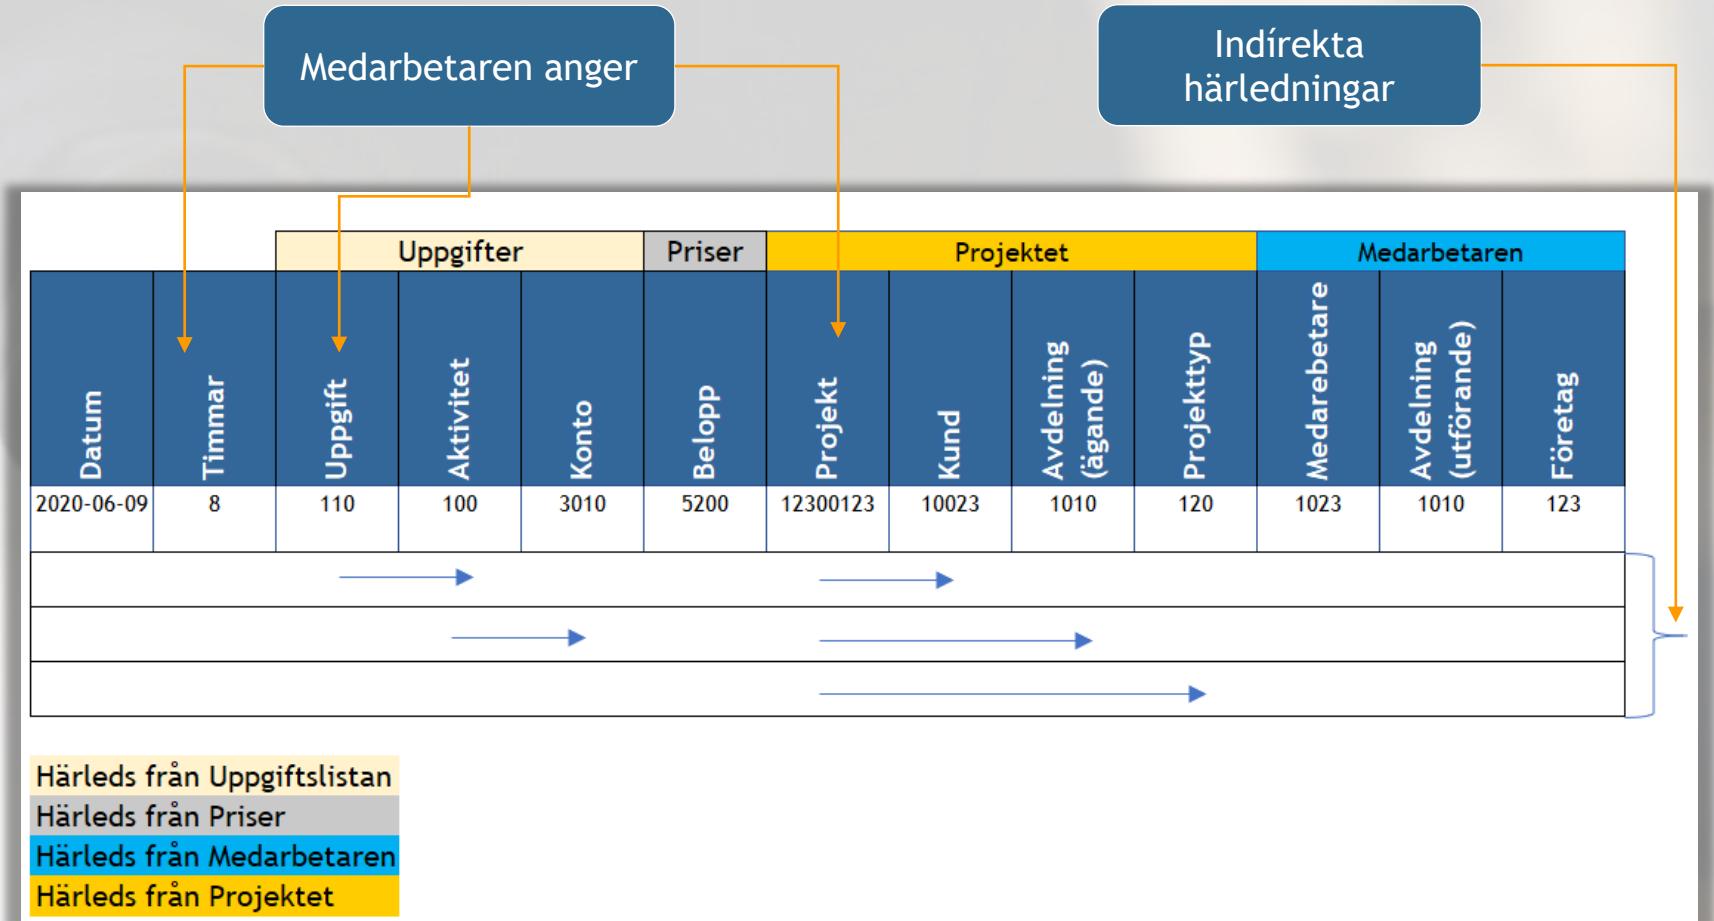 Medarbetaren anger
Indírekta
härledningar
Uppgifter
Priser
Projektet
Medarbetaren
Datum
Timmar
Uppgift
Aktivitet
Konto
Belopp
Projekt
Kund
Avdelning
(ägande)
Projekttyp
Medarebetare
Avdelning
(utförande)
Företag
2020-06-09 8 110 100 3010 5200 12300123 10023 1010 120 1023 1010 123
Härleds från Uppgiftslistan
Härleds från Priser
Härleds från Medarbetaren
Härleds från Projektet